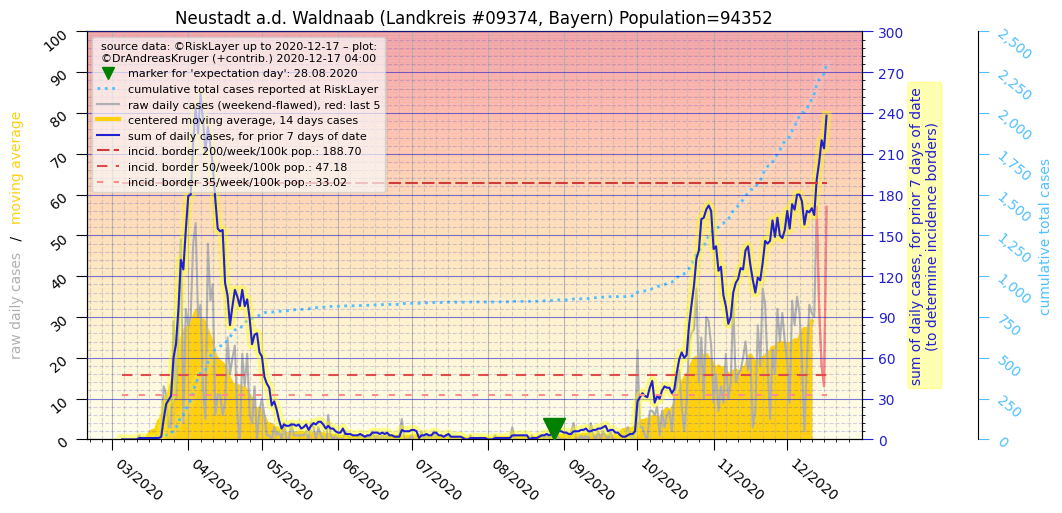 Neustadt a.d. Waldnaab (Landkreis #09374, Bayern) Population=94352
source data: ©RiskLayer up to 2020-12-17 – plot:
©DrAndreasKruger (+contrib.) 2020-12-17 04:00
marker for 'expectation day': 28.08.2020
cumulative total cases reported at RiskLayer
raw daily cases (weekend-flawed), red: last 5
centered moving average, 14 days cases
sum of daily cases, for prior 7 days of date
incid. border 200/week/100k pop.: 188.70
incid. border 50/week/100k pop.: 47.18
incid. border 35/week/100k pop.: 33.02
raw daily cases / moving average
100
90
80
70
60
50
40
30
20
10
0
03/2020
04/2020
05/2020
06/2020
07/2020
08/2020
09/2020
10/2020
11/2020
12/2020
300
270
240
210
180
150
120
90
60
30
0
sum of daily cases, for prior 7 days of date
(to determine incidence borders)
2,500
2,250
2,000
1,750
1,500
1,250
1,000
750
500
250
0
cumulative total cases